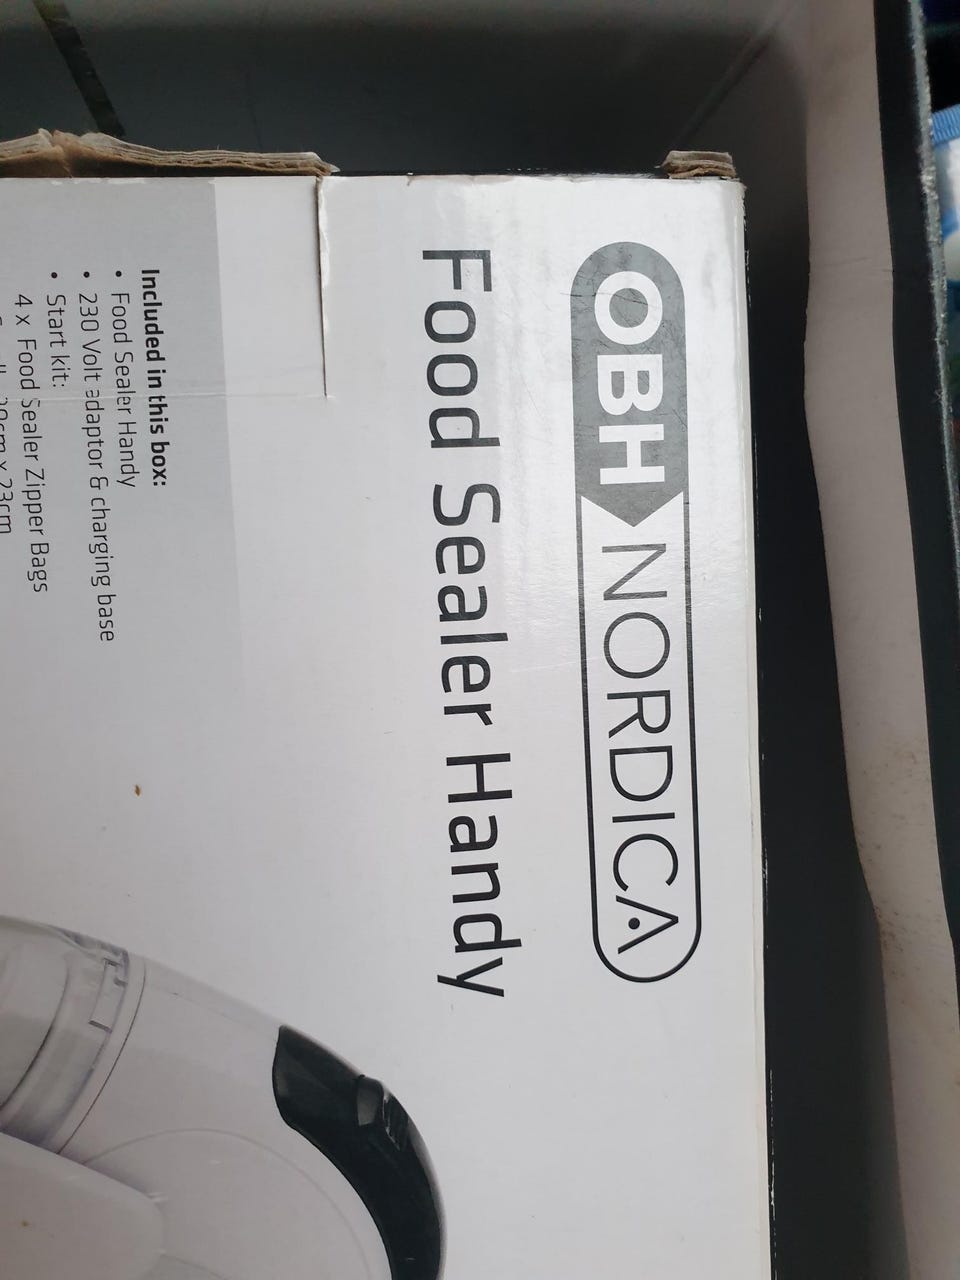 OBH NORDICA
Food Sealer Handy
Included in this box:
• Food Sealer Handy
• 230 Volt adaptor & charging base
• Start kit:
4 x Food Sealer Zipper Bags
x 23cm